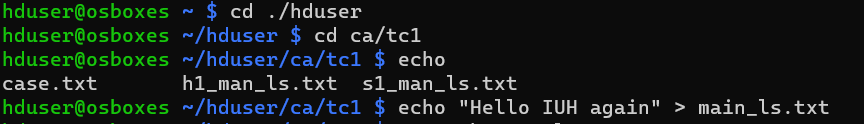 hduser@osboxes ~ $ cd ./hduser
hduser@osboxes ~/hduser $ cd ca/tc1
hduser@osboxes ~/hduser/ca/tc1 $ echo
case.txt h1_man_ls.txt s1_man_ls.txt
hduser@osboxes ~/hduser/ca/tc1 $ echo "Hello IUH again" > main_ls.txt